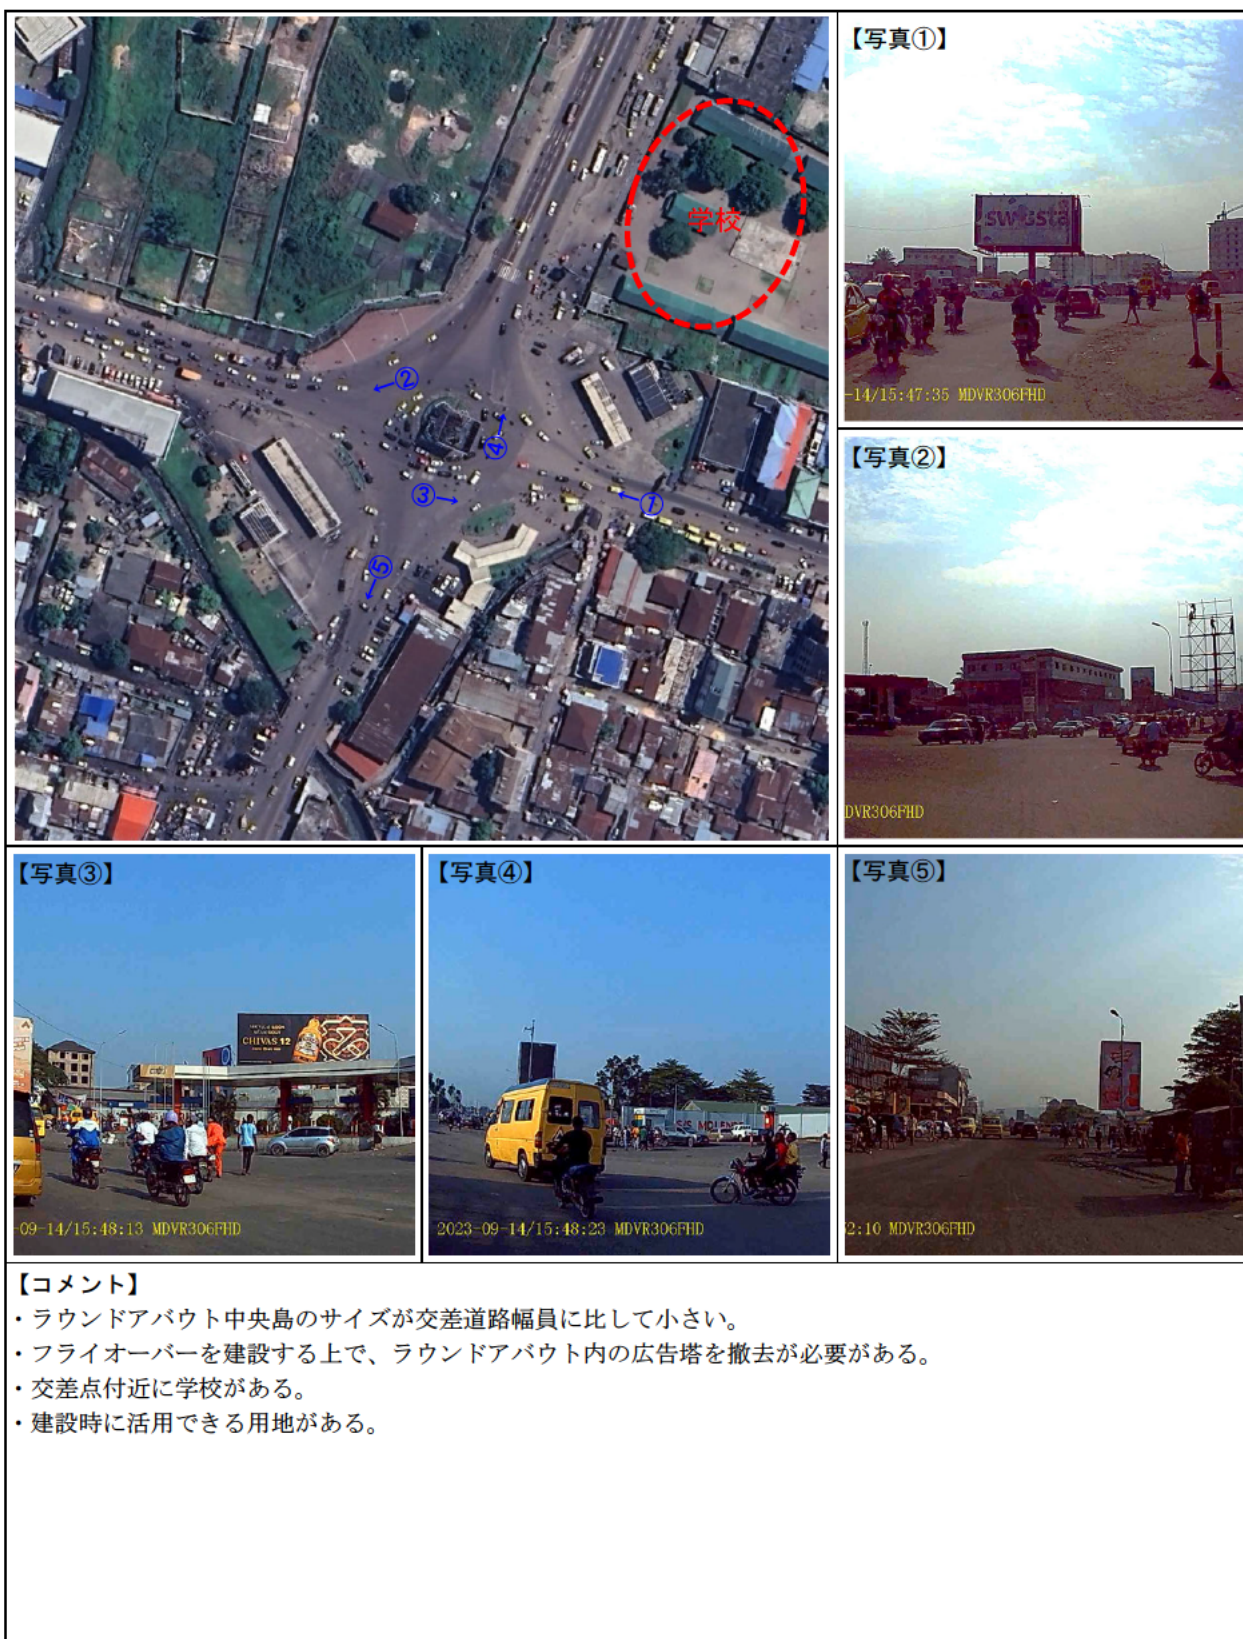 【写真①】
swissta
-14/15:47:35 MDVR306FHD
学校
②
④
③
①
⑤
【写真②】
DVR306FHD
【写真③】
CHIVAS 12
-09-14/15:48:13 MDVR306FHD
【写真④】
2023-09-14/15:48:23 MDVR306FHD
【写真⑤】
2:10 MDVR306FHD
【コメント】
・ラウンドアバウト中央島のサイズが交差道路幅員に比して小さい。
・フライオーバーを建設する上で、ラウンドアバウト内の広告塔を撤去が必要がある。
・交差点付近に学校がある。
・建設時に活用できる用地がある。